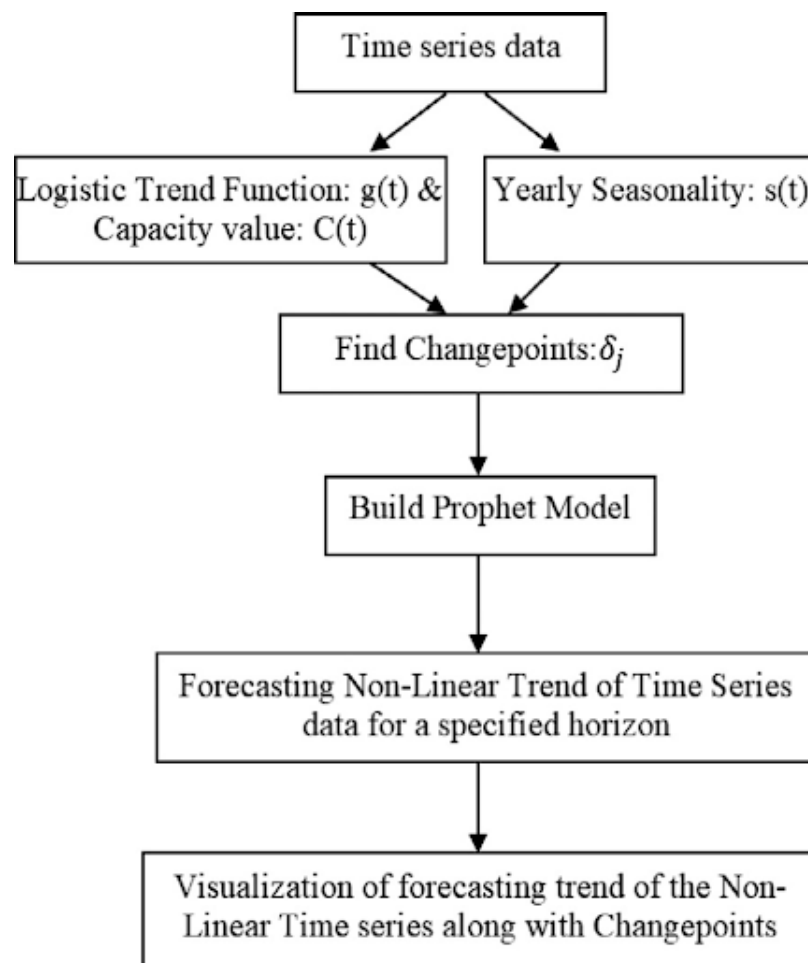 Time series data
Logistic Trend Function: g(t) &
Capacity value: C(t)
Yearly Seasonality: s(t)
Find Changepoints:δⱼ
Build Prophet Model
Forecasting Non-Linear Trend of Time Series
data for a specified horizon
Visualization of forecasting trend of the Non-
Linear Time series along with Changepoints